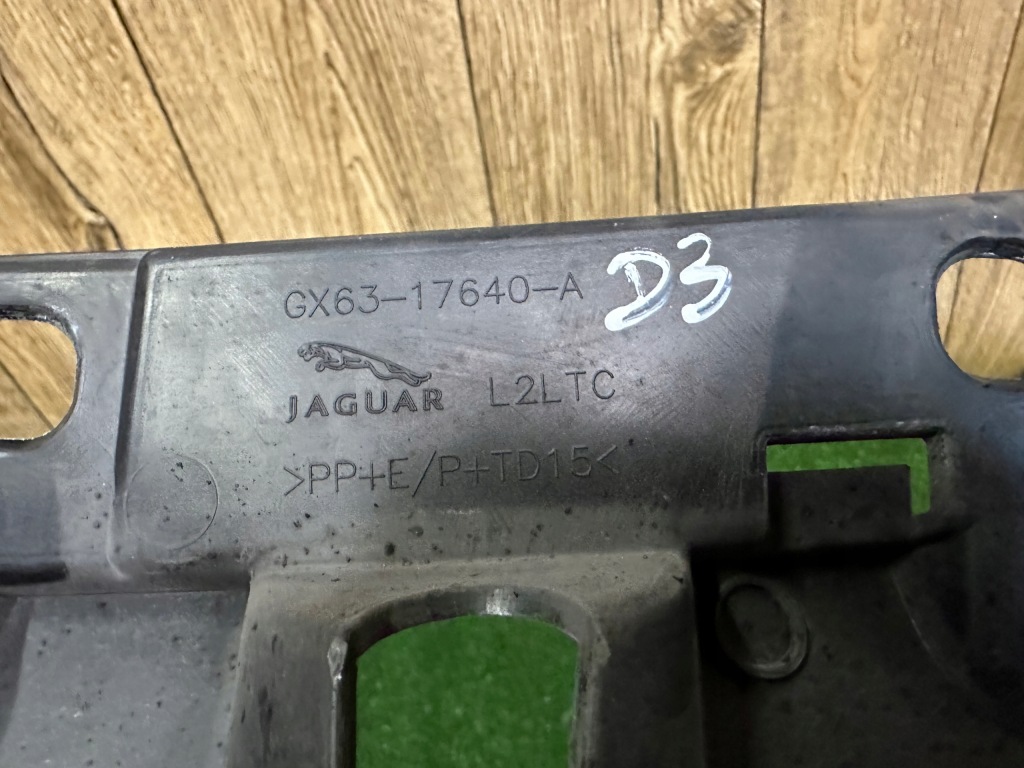 GX63-17640-A D3
JAGUAR L2LTC
>PP+E/P+TD15<